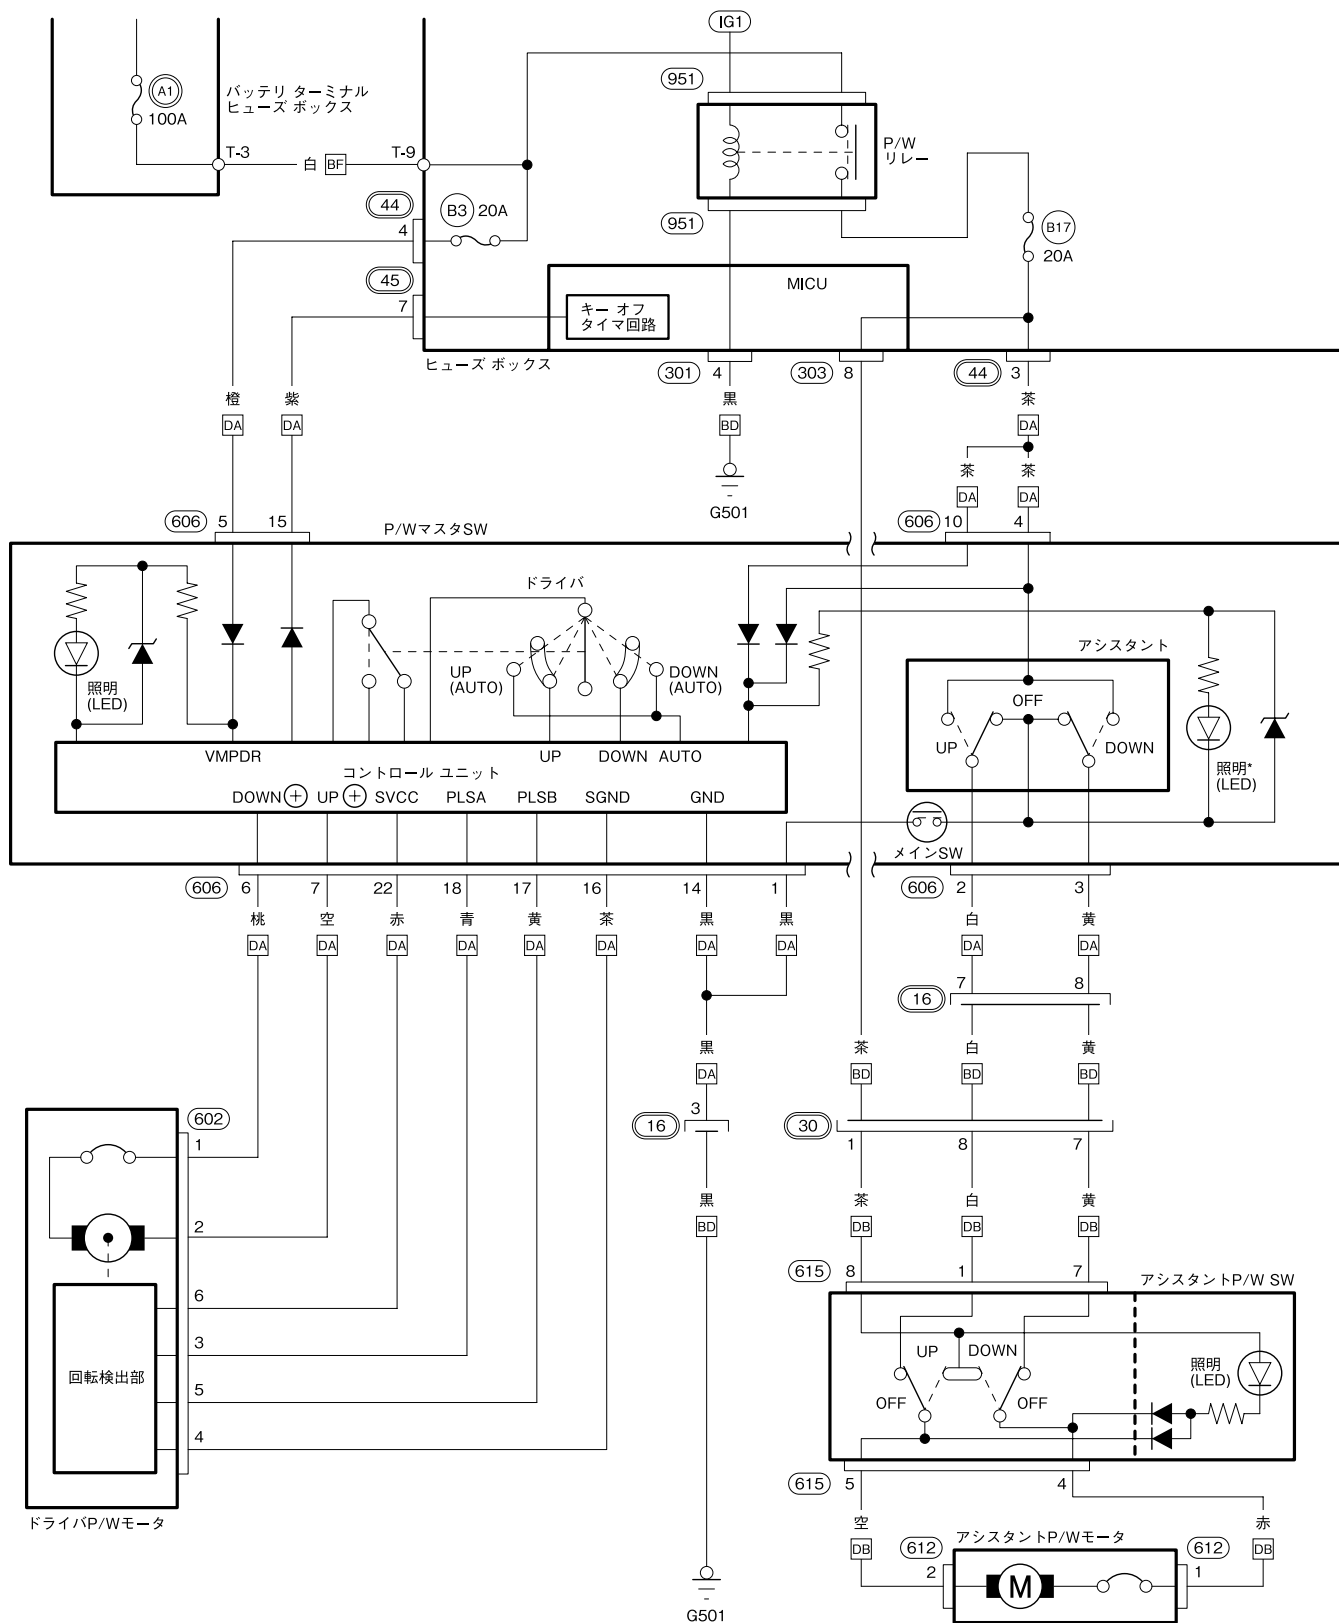 IG1
951
A1
100A
バッテリ ターミナル
ヒューズ ボックス
P/W
リレー
T-3
白
BF
T-9
44
B3
20A
951
4
B17
20A
45
7
キー オフ
タイマ回路
MICU
ヒューズ ボックス
301
4
303
8
44
3
橙
紫
黒
茶
DA
DA
BD
DA
茶
茶
DA
DA
G501
606
5
15
P/WマスタSW
606
10
4
ドライバ
アシスタント
UP
(AUTO)
DOWN
(AUTO)
照明
(LED)
OFF
UP
DOWN
照明*
(LED)
VMPDR
UP
DOWN
AUTO
コントロール ユニット
DOWN
+
UP
+
SVCC
PLSA
PLSB
SGND
GND
メインSW
606
6
7
22
18
17
16
14
1
606
2
3
桃
空
赤
青
黄
茶
黒
黒
白
黄
DA
DA
DA
DA
DA
DA
DA
DA
DA
DA
7
8
16
黒
茶
白
黄
DA
BD
BD
BD
602
3
16
30
1
1
8
7
黒
茶
白
黄
BD
DB
DB
DB
2
615
8
1
7
アシスタントP/W SW
6
3
UP
DOWN
照明
(LED)
回転検出部
5
OFF
OFF
4
615
5
4
ドライバP/Wモータ
空
赤
アシスタントP/Wモータ
DB
612
612
DB
2
M
1
G501